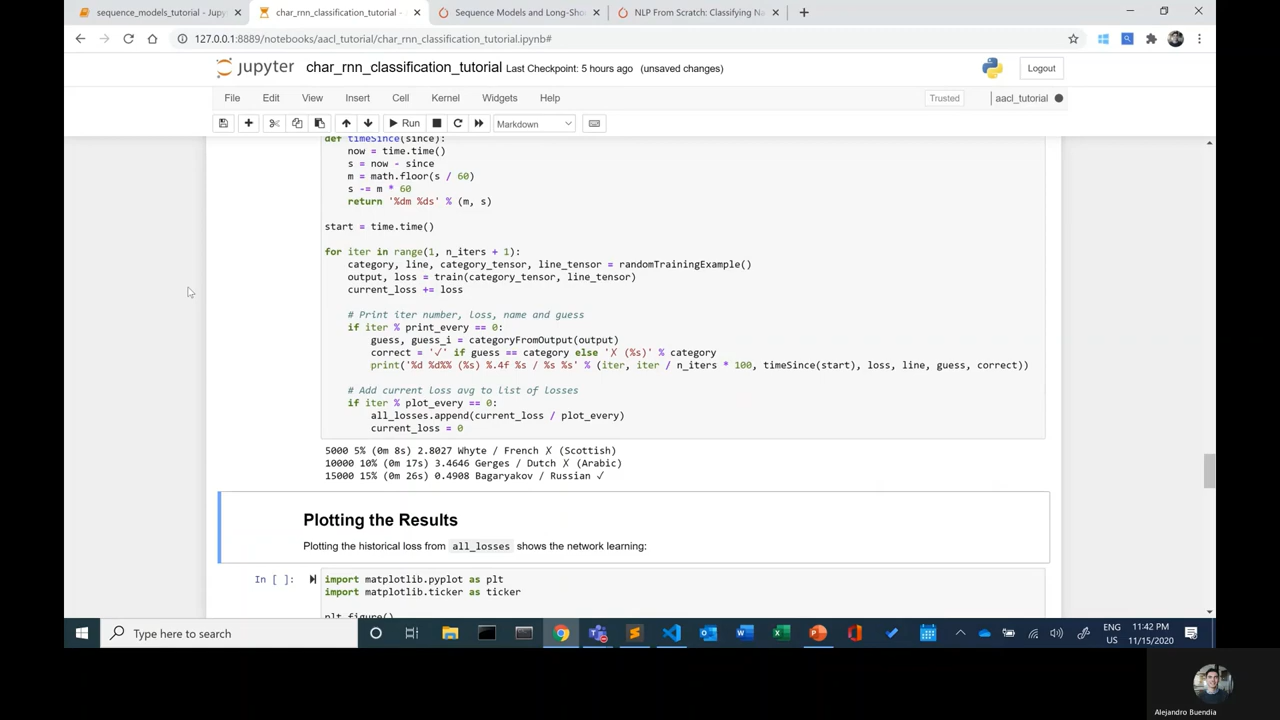 sequence_models_tutorial - Jupy
char_rnn_classification_tutorial -
Sequence Models and Long-Sho
NLP From Scratch: Classifying Na
127.0.0.1:8889/notebooks/aacl_tutorial/char_rnn_classification_tutorial.ipynb#
jupyter char_rnn_classification_tutorial Last Checkpoint: 5 hours ago (unsaved changes) Logout
File Edit View Insert Cell Kernel Widgets Help Trusted aacl_tutorial
Run Markdown
def timeSince(since):
now = time.time()
s = now - since
m = math.floor(s / 60)
s -= m * 60
return '%dm %ds' % (m, s)
start = time.time()
for iter in range(1, n_iters + 1):
category, line, category_tensor, line_tensor = randomTrainingExample()
output, loss = train(category_tensor, line_tensor)
current_loss += loss
# Print iter number, loss, name and guess
if iter % print_every == 0:
guess, guess_i = categoryFromOutput(output)
correct = '✓' if guess == category else '✗ (%s)' % category
print('%d %d%% (%s) %.4f %s / %s %s' % (iter, iter / n_iters * 100, timeSince(start), loss, line, guess, correct))
# Add current loss avg to list of losses
if iter % plot_every == 0:
all_losses.append(current_loss / plot_every)
current_loss = 0
5000 5% (0m 8s) 2.8027 Whyte / French ✗ (Scottish)
10000 10% (0m 17s) 3.4646 Gerges / Dutch ✗ (Arabic)
15000 15% (0m 26s) 0.4908 Bagaryakov / Russian ✓
Plotting the Results
Plotting the historical loss from all_losses shows the network learning:
In [ ]:
import matplotlib.pyplot as plt
import matplotlib.ticker as ticker
plt.figure()
Type here to search
ENG
US
11:42 PM
11/15/2020
Alejandro Buendia